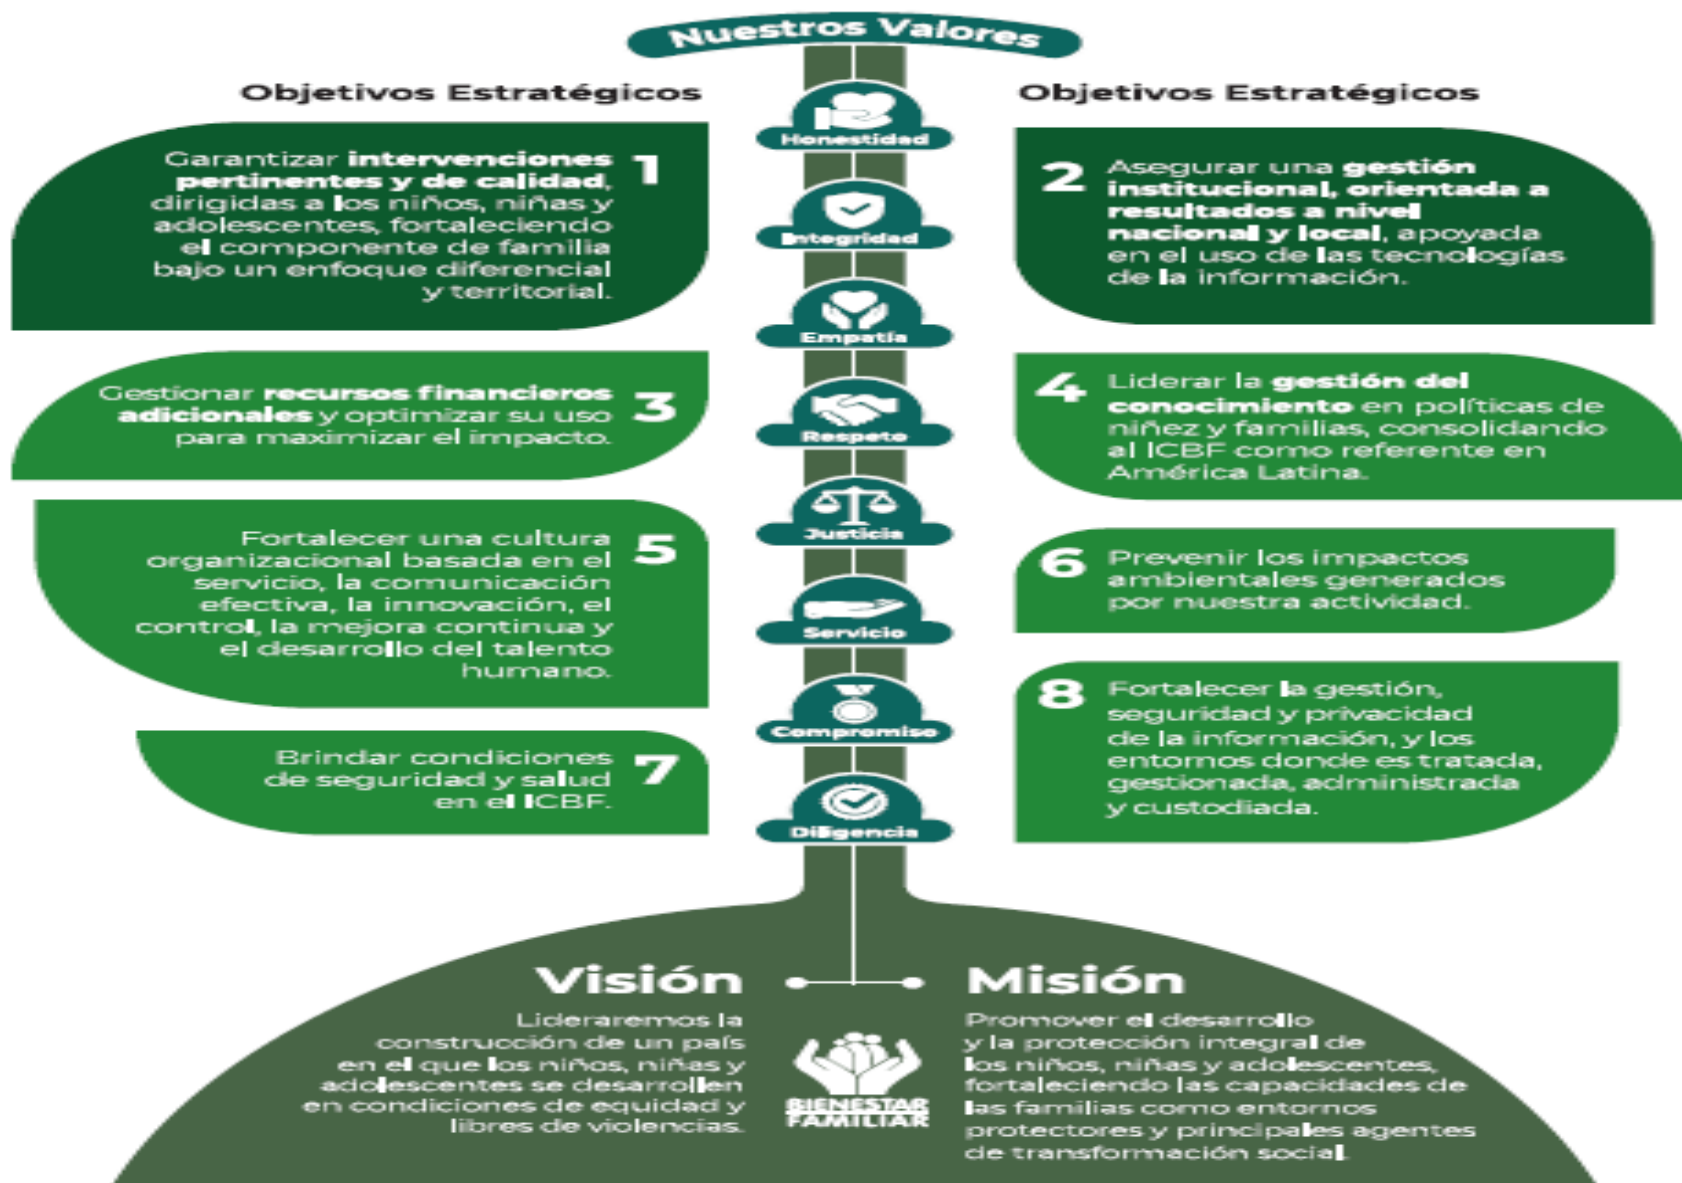 Nuestros Valores
Objetivos Estratégicos
1
Garantizar intervenciones
pertinentes y de calidad,
dirigidas a los niños, niñas y
adolescentes, fortaleciendo
el componente de familia
bajo un enfoque diferencial
y territorial.
Objetivos Estratégicos
2
Asegurar una gestión
institucional, orientada a
resultados a nivel
nacional y local, apoyada
en el uso de las tecnologías
de la información.
3
Gestionar recursos financieros
adicionales y optimizar su uso
para maximizar el impacto.
4
Liderar la gestión del
conocimiento en políticas de
niñez y familias, consolidando
al ICBF como referente en
América Latina.
5
Fortalecer una cultura
organizacional basada en el
servicio, la comunicación
efectiva, la innovación, el
control, la mejora continua y
el desarrollo del talento
humano.
6
Prevenir los impactos
ambientales generados
por nuestra actividad.
7
Brindar condiciones
de seguridad y salud
en el ICBF.
8
Fortalecer la gestión,
seguridad y privacidad
de la información, y los
entornos donde es tratada,
gestionada, administrada
y custodiada.
Honestidad
Integridad
Empatía
Respeto
Justicia
Servicio
Compromiso
Diligencia
Visión
Lideraremos la
construcción de un país
en el que los niños, niñas y
adolescentes se desarrollen
en condiciones de equidad y
libres de violencias.
BIENESTAR
FAMILIAR
Misión
Promover el desarrollo
y la protección integral de
los niños, niñas y adolescentes,
fortaleciendo las capacidades de
las familias como entornos
protectores y principales agentes
de transformación social.